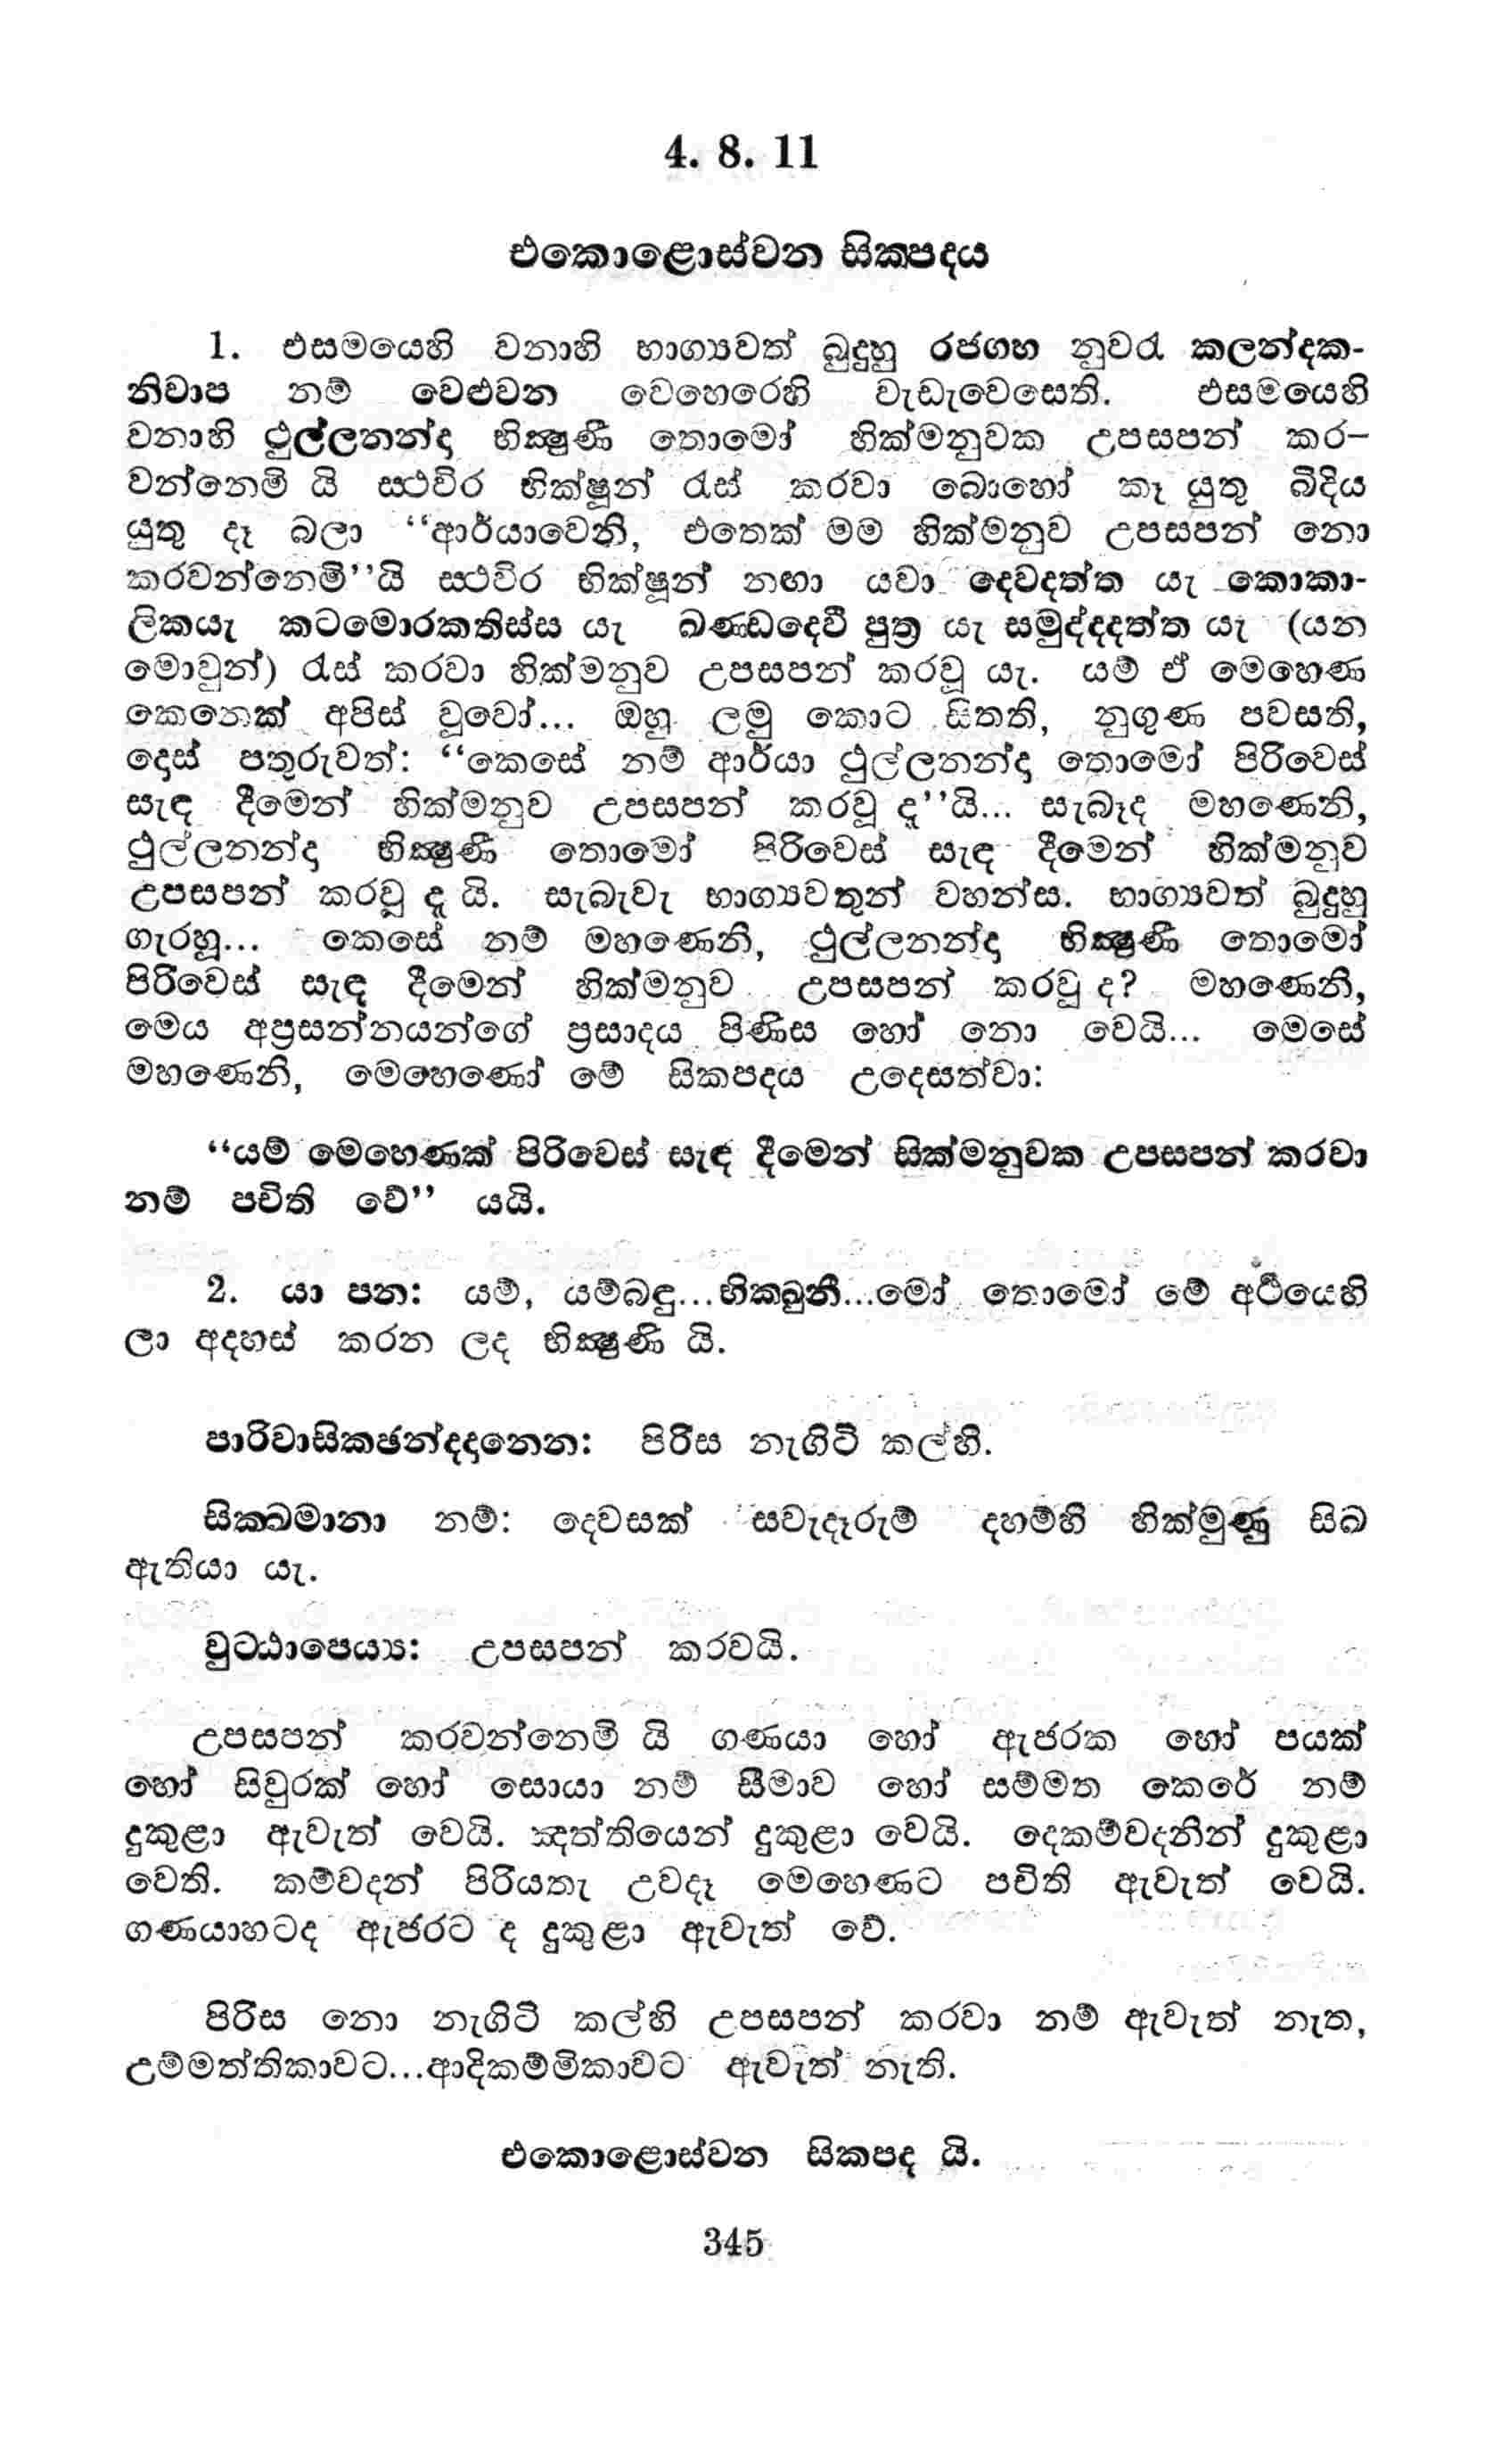 4. 8. 11
එකොළොස්වන සිකපදය
1. එසමයෙහි වනාහි භාග්‍යවත් බුදුහු රජගහ නුවරැ කලන්දක-
නිවාප නම් වෙළුවන වෙහෙරෙහි වැඩැවෙසෙති. එසමයෙහි
වනාහි ථුල්ලනන්දා භික්‍ෂුණී තොමෝ හික්මනුවක උපසපන් කර–
වන්නෙමි යි ස්ථවිර භික්ෂූන් රැස් කරවා බොහෝ කෑ යුතු බිදිය
යුතු දෑ බලා “ආර්යාවෙනි, එතෙක් මම හික්මනුව උපසපන් නො
කරවන්නෙමි”යි ස්ථවිර භික්ෂූන් නඟා යවා දෙවදත්ත යැ කොකා-
ලිකයැ කටමොරකතිස්ස යැ ඛණ්ඩදෙවී පුත්‍ර යැ සමුද්දදත්ත යැ (යන
මොවුන්) රැස් කරවා හික්මනුව උපසපන් කරවූ යැ. යම් ඒ මෙහෙණ
කෙනෙක් අපිස් වූවෝ... ඔහු ලමු කොට සිතති, නුගුණ පවසති,
දොස් පතුරුවත්: “කෙසේ නම් ආර්යා ථුල්ලනන්දා තොමෝ පිරිවෙස්
සැඳ දීමෙන් හික්මනුව උපසපන් කරවූ දැ”යි... සැබෑද මහණෙනි,
ථුල්ලනන්දා භික්‍ෂුණී තොමෝ පිරිවෙස් සැඳ දීමෙන් හික්මනුව
උපසපන් කරවූ දැ යි. සැබැවැ භාග්‍යවතුන් වහන්ස. භාග්‍යවත් බුදුහු
ගැරහූ... කෙසේ නම් මහණෙනි, ථුල්ලනන්දා භික්‍ෂුණී තොමෝ
පිරිවෙස් සැඳ දීමෙන් හික්මනුව උපසපන් කරවූ ද? මහණෙනි,
මෙය අප්‍රසන්නයන්ගේ ප්‍රසාදය පිණිස හෝ නො වෙයි... මෙසේ
මහණෙනි, මෙහෙණෝ මේ සිකපදය උදෙසත්වා:
“යම් මෙහෙණක් පිරිවෙස් සැඳ දීමෙන් සික්මනුවක උපසපන් කරවා
නම් පචිති වේ” යයි.
2. යා පන: යම්, යම්බඳු...භික්ඛුනී...මෝ තොමෝ මේ අර්ථයෙහි
ලා අදහස් කරන ලද භික්‍ෂුණි යි.
පාරිවාසිකඡන්දදානෙන: පිරිස නැගිටි කල්හි.
සික්ඛමානා නම්: දෙවසක් සවැදෑරුම් දහම්හි හික්මුණු සිඛ
ඇතියා යැ.
වුට්ඨාපෙය්‍ය: උපසපන් කරවයි.
උපසපන් කරවන්නෙමි යි ගණයා හෝ ඇජරක හෝ පයක්
හෝ සිවුරක් හෝ සොයා නම් සීමාව හෝ සම්මත කෙරේ නම්
දුකුළා ඇවැත් වෙයි. ඤත්තියෙන් දුකුළා වෙයි. දෙකම්වදනින් දුකුළා
වෙති. කම්වදන් පිරියතැ උවදෑ මෙහෙණට පචිති ඇවැත් වෙයි.
ගණයාහටද ඇජරට ද දුකුළා ඇවැත් වේ.
පිරිස නො නැගිටි කල්හි උපසපන් කරවා නම් ඇවැත් නැත,
උම්මත්තිකාවට...ආදිකම්මිකාවට ඇවැත් නැති.
එකොළොස්වන සිකපද යි.
345